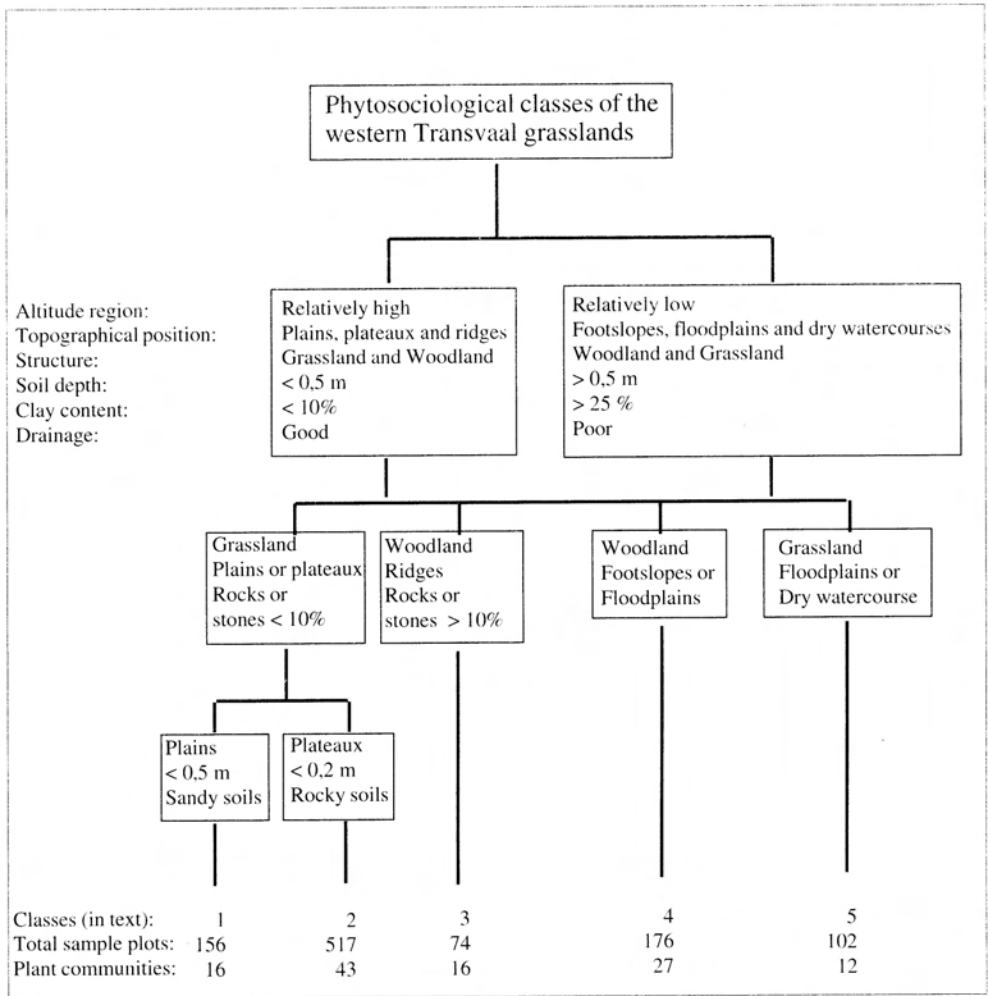 Phytosociological classes of the
western Transvaal grasslands
Altitude region:
Topographical position:
Structure:
Soil depth:
Clay content:
Drainage:
Relatively high
Plains, plateaux and ridges
Grassland and Woodland
< 0,5 m
< 10%
Good
Relatively low
Footslopes, floodplains and dry watercourses
Woodland and Grassland
> 0,5 m
> 25 %
Poor
Grassland
Plains or plateaux
Rocks or
stones < 10%
Woodland
Ridges
Rocks or
stones > 10%
Woodland
Footslopes or
Floodplains
Grassland
Floodplains or
Dry watercourse
Plains
< 0,5 m
Sandy soils
Plateaux
< 0,2 m
Rocky soils
Classes (in text): 1 2 3 4 5
Total sample plots: 156 517 74 176 102
Plant communities: 16 43 16 27 12